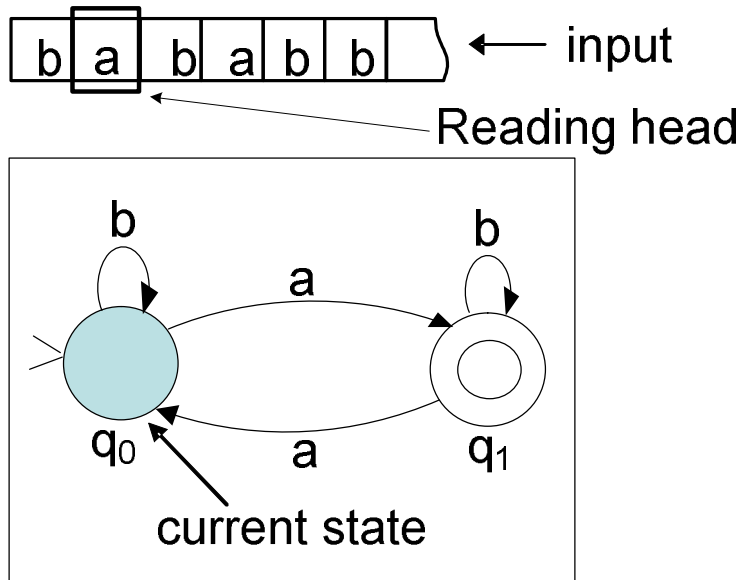 b a b a b b input
Reading head
b b
a
q0 a q1
current state